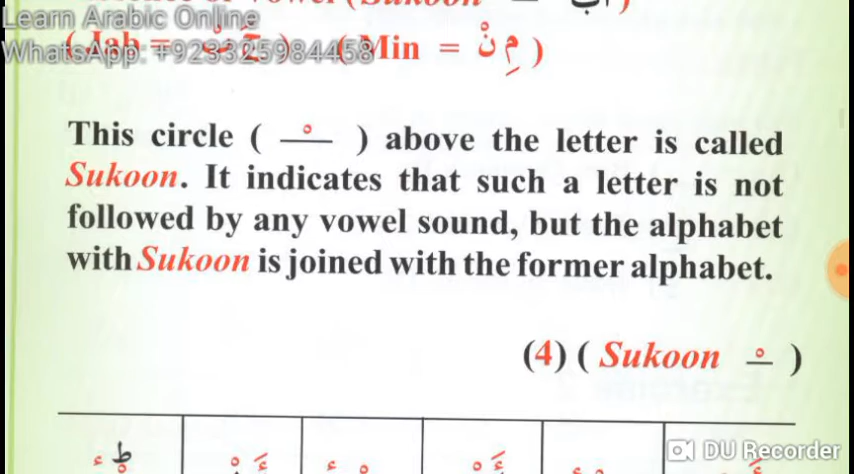 Learn Arabic Online
WhatsApp: +923325984458
(Min = مِنْ)
This circle ( ْ ) above the letter is called
Sukoon. It indicates that such a letter is not
followed by any vowel sound, but the alphabet
with Sukoon is joined with the former alphabet.
(4) ( Sukoon ْ )
DU Recorder